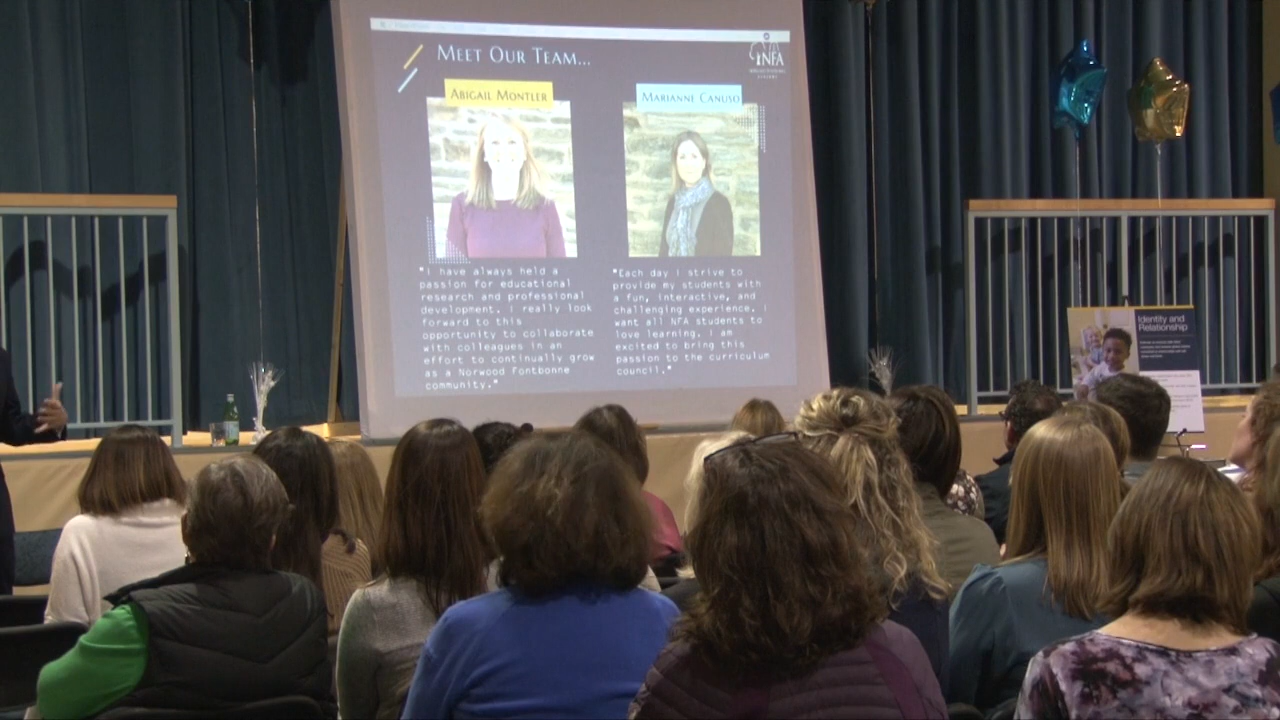 MEET OUR TEAM...
NFA
ABIGAIL MONTLER
MARIANNE CANUSO
"I have always held a
passion for educational
research and professional
development. I really look
forward to this
opportunity to collaborate
with colleagues in an
effort to continually grow
as a Norwood Fontbonne
community."
"Each day I strive to
provide my students with
a fun, interactive, and
challenging experience. I
want all NFA students to
love learning. I am
excited to bring this
passion to the curriculum
council."
Identity and
Relationship